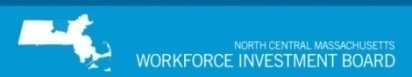 NORTH CENTRAL MASSACHUSETTS
WORKFORCE INVESTMENT BOARD